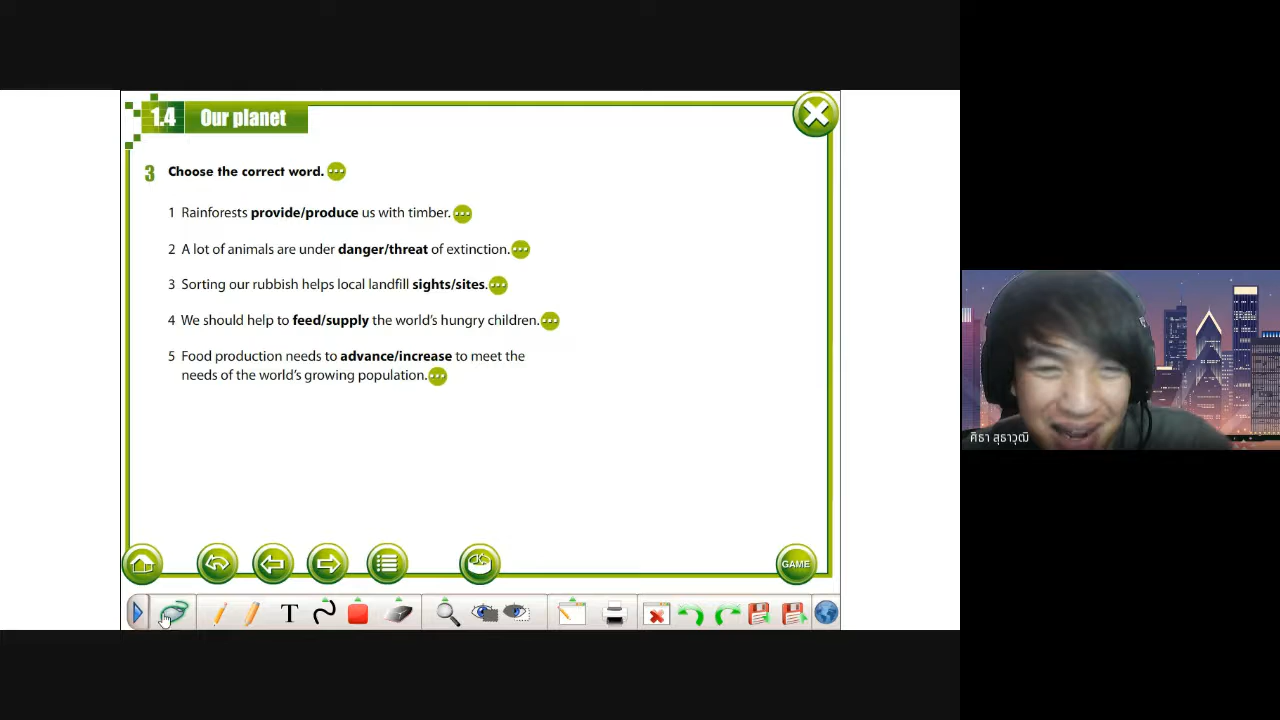 1.4 Our planet
3 Choose the correct word.
1 Rainforests provide/produce us with timber.
2 A lot of animals are under danger/threat of extinction.
3 Sorting our rubbish helps local landfill sights/sites.
4 We should help to feed/supply the world's hungry children.
5 Food production needs to advance/increase to meet the
needs of the world's growing population.
GAME
T
ศิธา สุธาวุฒิ